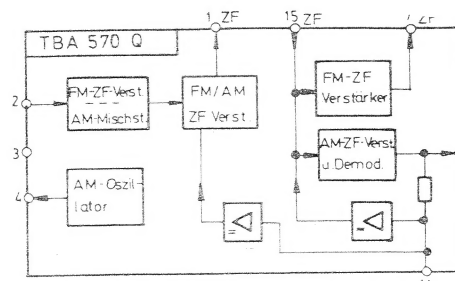 1 ZF
15 ZF
ZF
TBA 570 Q
2
FM-ZF-Verst.
AM-Mischst.
FM/AM
ZF Verst.
FM-ZF
Verstärker
3
AM-ZF-Verst
u.Demod.
4
AM-Oszil-
lator
=